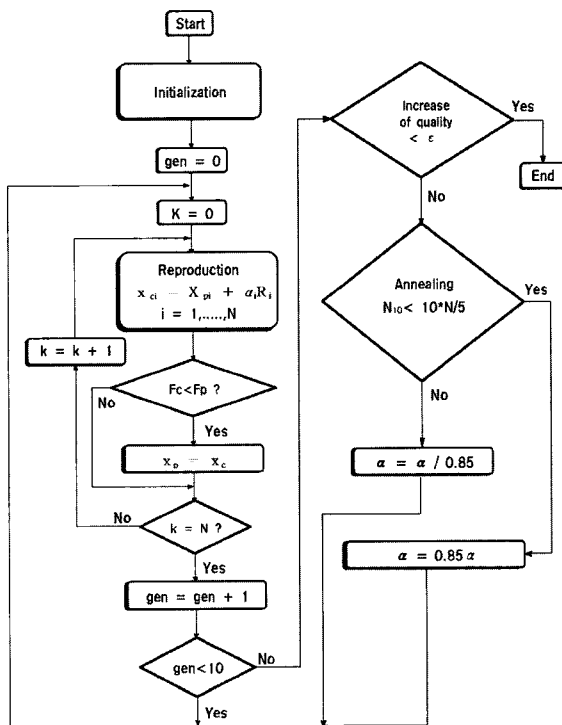 Start
Initialization
gen = 0
K = 0
Reproduction
x ci = X pi + αiRi
i = 1,.....,N
k = k + 1
Fc<Fp ?
No
Yes
xp = xc
k = N ?
No
Yes
gen = gen + 1
gen<10
No
Yes
Increase
of quality
< ε
Yes
End
No
Annealing
N10< 10*N/5
Yes
No
α = α / 0.85
α = 0.85 α